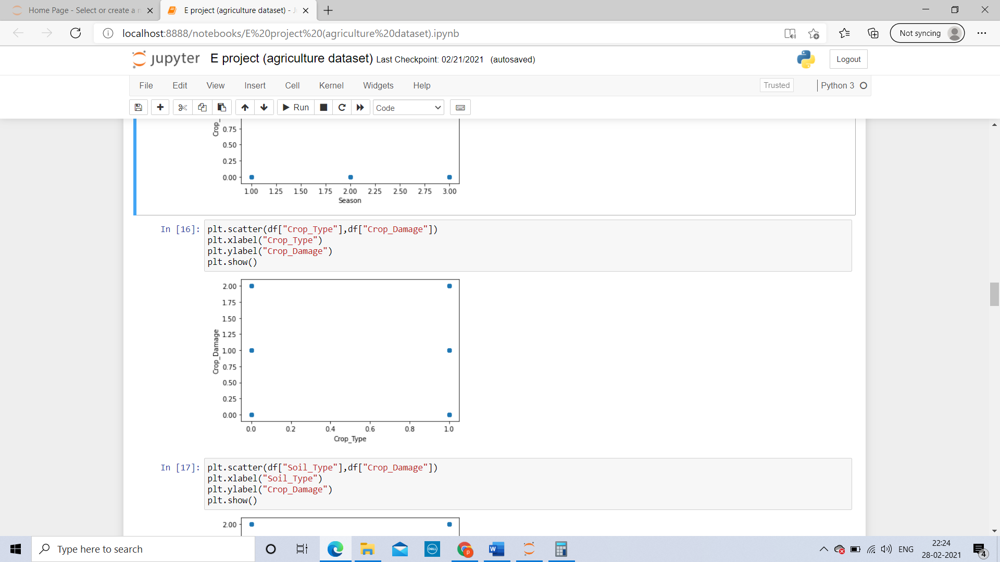 Home Page - Select or create a n
E project (agriculture dataset) - J
localhost:8888/notebooks/E%20project%20(agriculture%20dataset).ipynb
Not syncing
jupyter E project (agriculture dataset) Last Checkpoint: 02/21/2021 (autosaved)
Logout
File Edit View Insert Cell Kernel Widgets Help
Trusted
Python 3
Run
Code
Crop_
0.75
0.50
0.25
0.00
1.00 1.25 1.50 1.75 2.00 2.25 2.50 2.75 3.00
Season
In [16]: plt.scatter(df["Crop_Type"],df["Crop_Damage"])
plt.xlabel("Crop_Type")
plt.ylabel("Crop_Damage")
plt.show()
2.00
1.75
1.50
1.25
1.00
0.75
0.50
0.25
0.00
Crop_Damage
0.0 0.2 0.4 0.6 0.8 1.0
Crop_Type
In [17]: plt.scatter(df["Soil_Type"],df["Crop_Damage"])
plt.xlabel("Soil_Type")
plt.ylabel("Crop_Damage")
plt.show()
2.00
Type here to search
DELL
p
W
ENG
22:24
28-02-2021
4